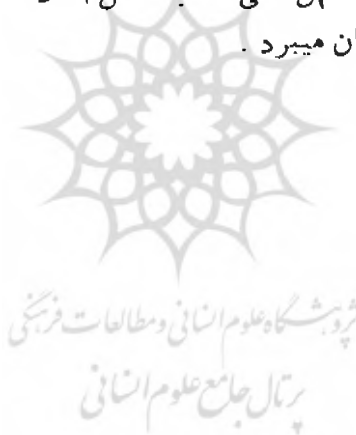 ان میبرد .
پژوهشگاه علوم انسانی و مطالعات فرهنگی
پرتال جامع علوم انسانی